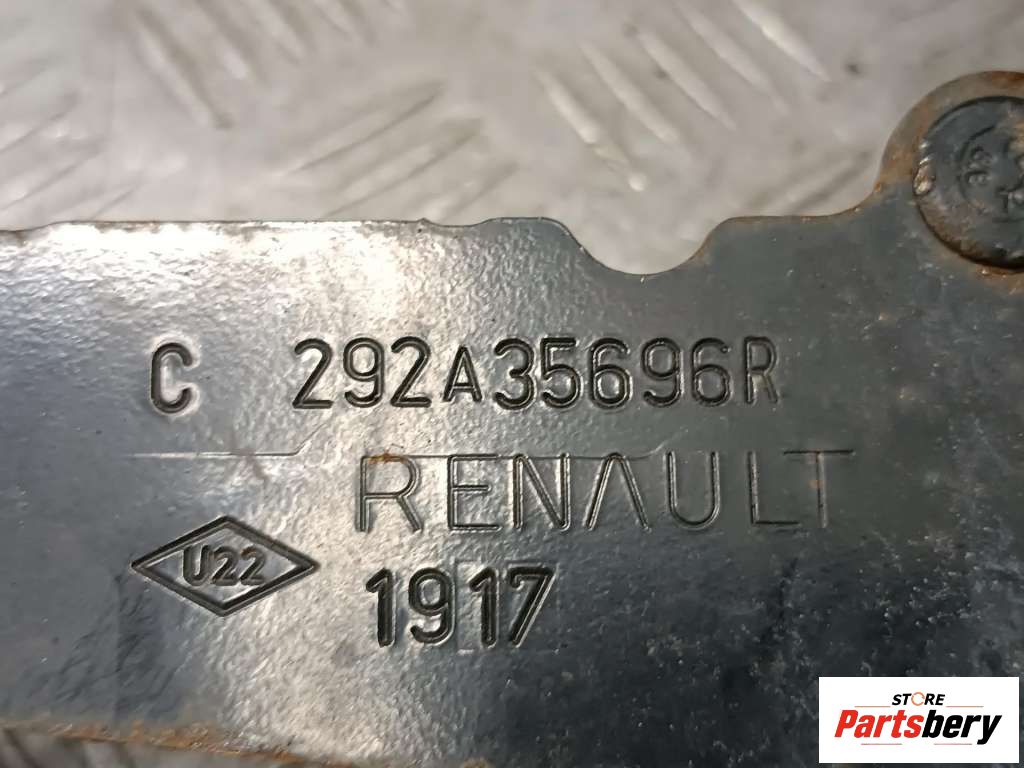 C 292A35696R
RENAULT
U22
1917
STORE
Partsbery